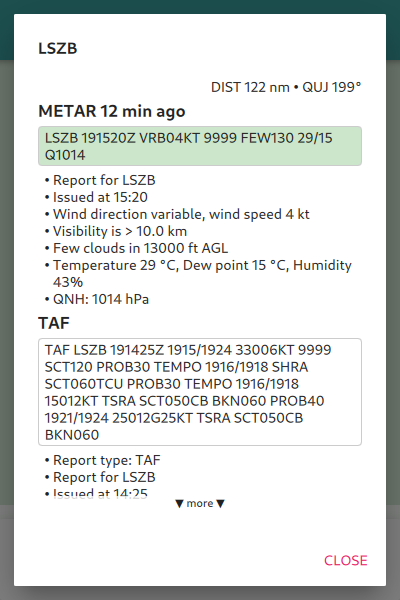 LSZB
DIST 122 nm • QUJ 199°
METAR 12 min ago
LSZB 191520Z VRB04KT 9999 FEW130 29/15
Q1014
• Report for LSZB
• Issued at 15:20
• Wind direction variable, wind speed 4 kt
• Visibility is > 10.0 km
• Few clouds in 13000 ft AGL
• Temperature 29 °C, Dew point 15 °C, Humidity
43%
• QNH: 1014 hPa
TAF
TAF LSZB 191425Z 1915/1924 33006KT 9999
SCT120 PROB30 TEMPO 1916/1918 SHRA
SCT060TCU PROB30 TEMPO 1916/1918
15012KT TSRA SCT050CB BKN060 PROB40
1921/1924 25012G25KT TSRA SCT050CB
BKN060
• Report type: TAF
• Report for LSZB
• Issued at 14:25
▼ more ▼
CLOSE